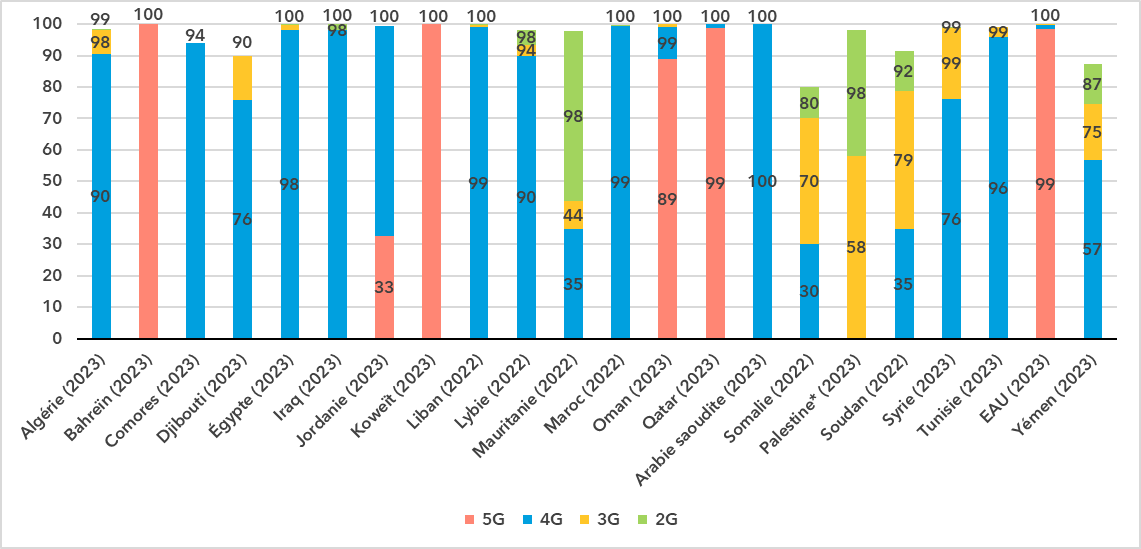 99 100 100 100 100 100 100 100 100 100 100
100 98 94 90 98 98 99 99 99
90 98 94 99 99
80 80 98 92 87
70 98 79 75
60 90 76 98 99 90 99 89 99 100 70 76 96 99
50
40 44 58 57
30 33 35 30 35
20
10
0
Algérie (2023)
Bahreïn (2023)
Comores (2023)
Djibouti (2023)
Égypte (2023)
Iraq (2023)
Jordanie (2023)
Koweït (2023)
Liban (2022)
Lybie (2022)
Mauritanie (2022)
Maroc (2022)
Oman (2023)
Qatar (2023)
Arabie saoudite (2023)
Somalie (2022)
Palestine* (2023)
Soudan (2022)
Syrie (2023)
Tunisie (2023)
EAU (2023)
Yémen (2023)
5G 4G 3G 2G